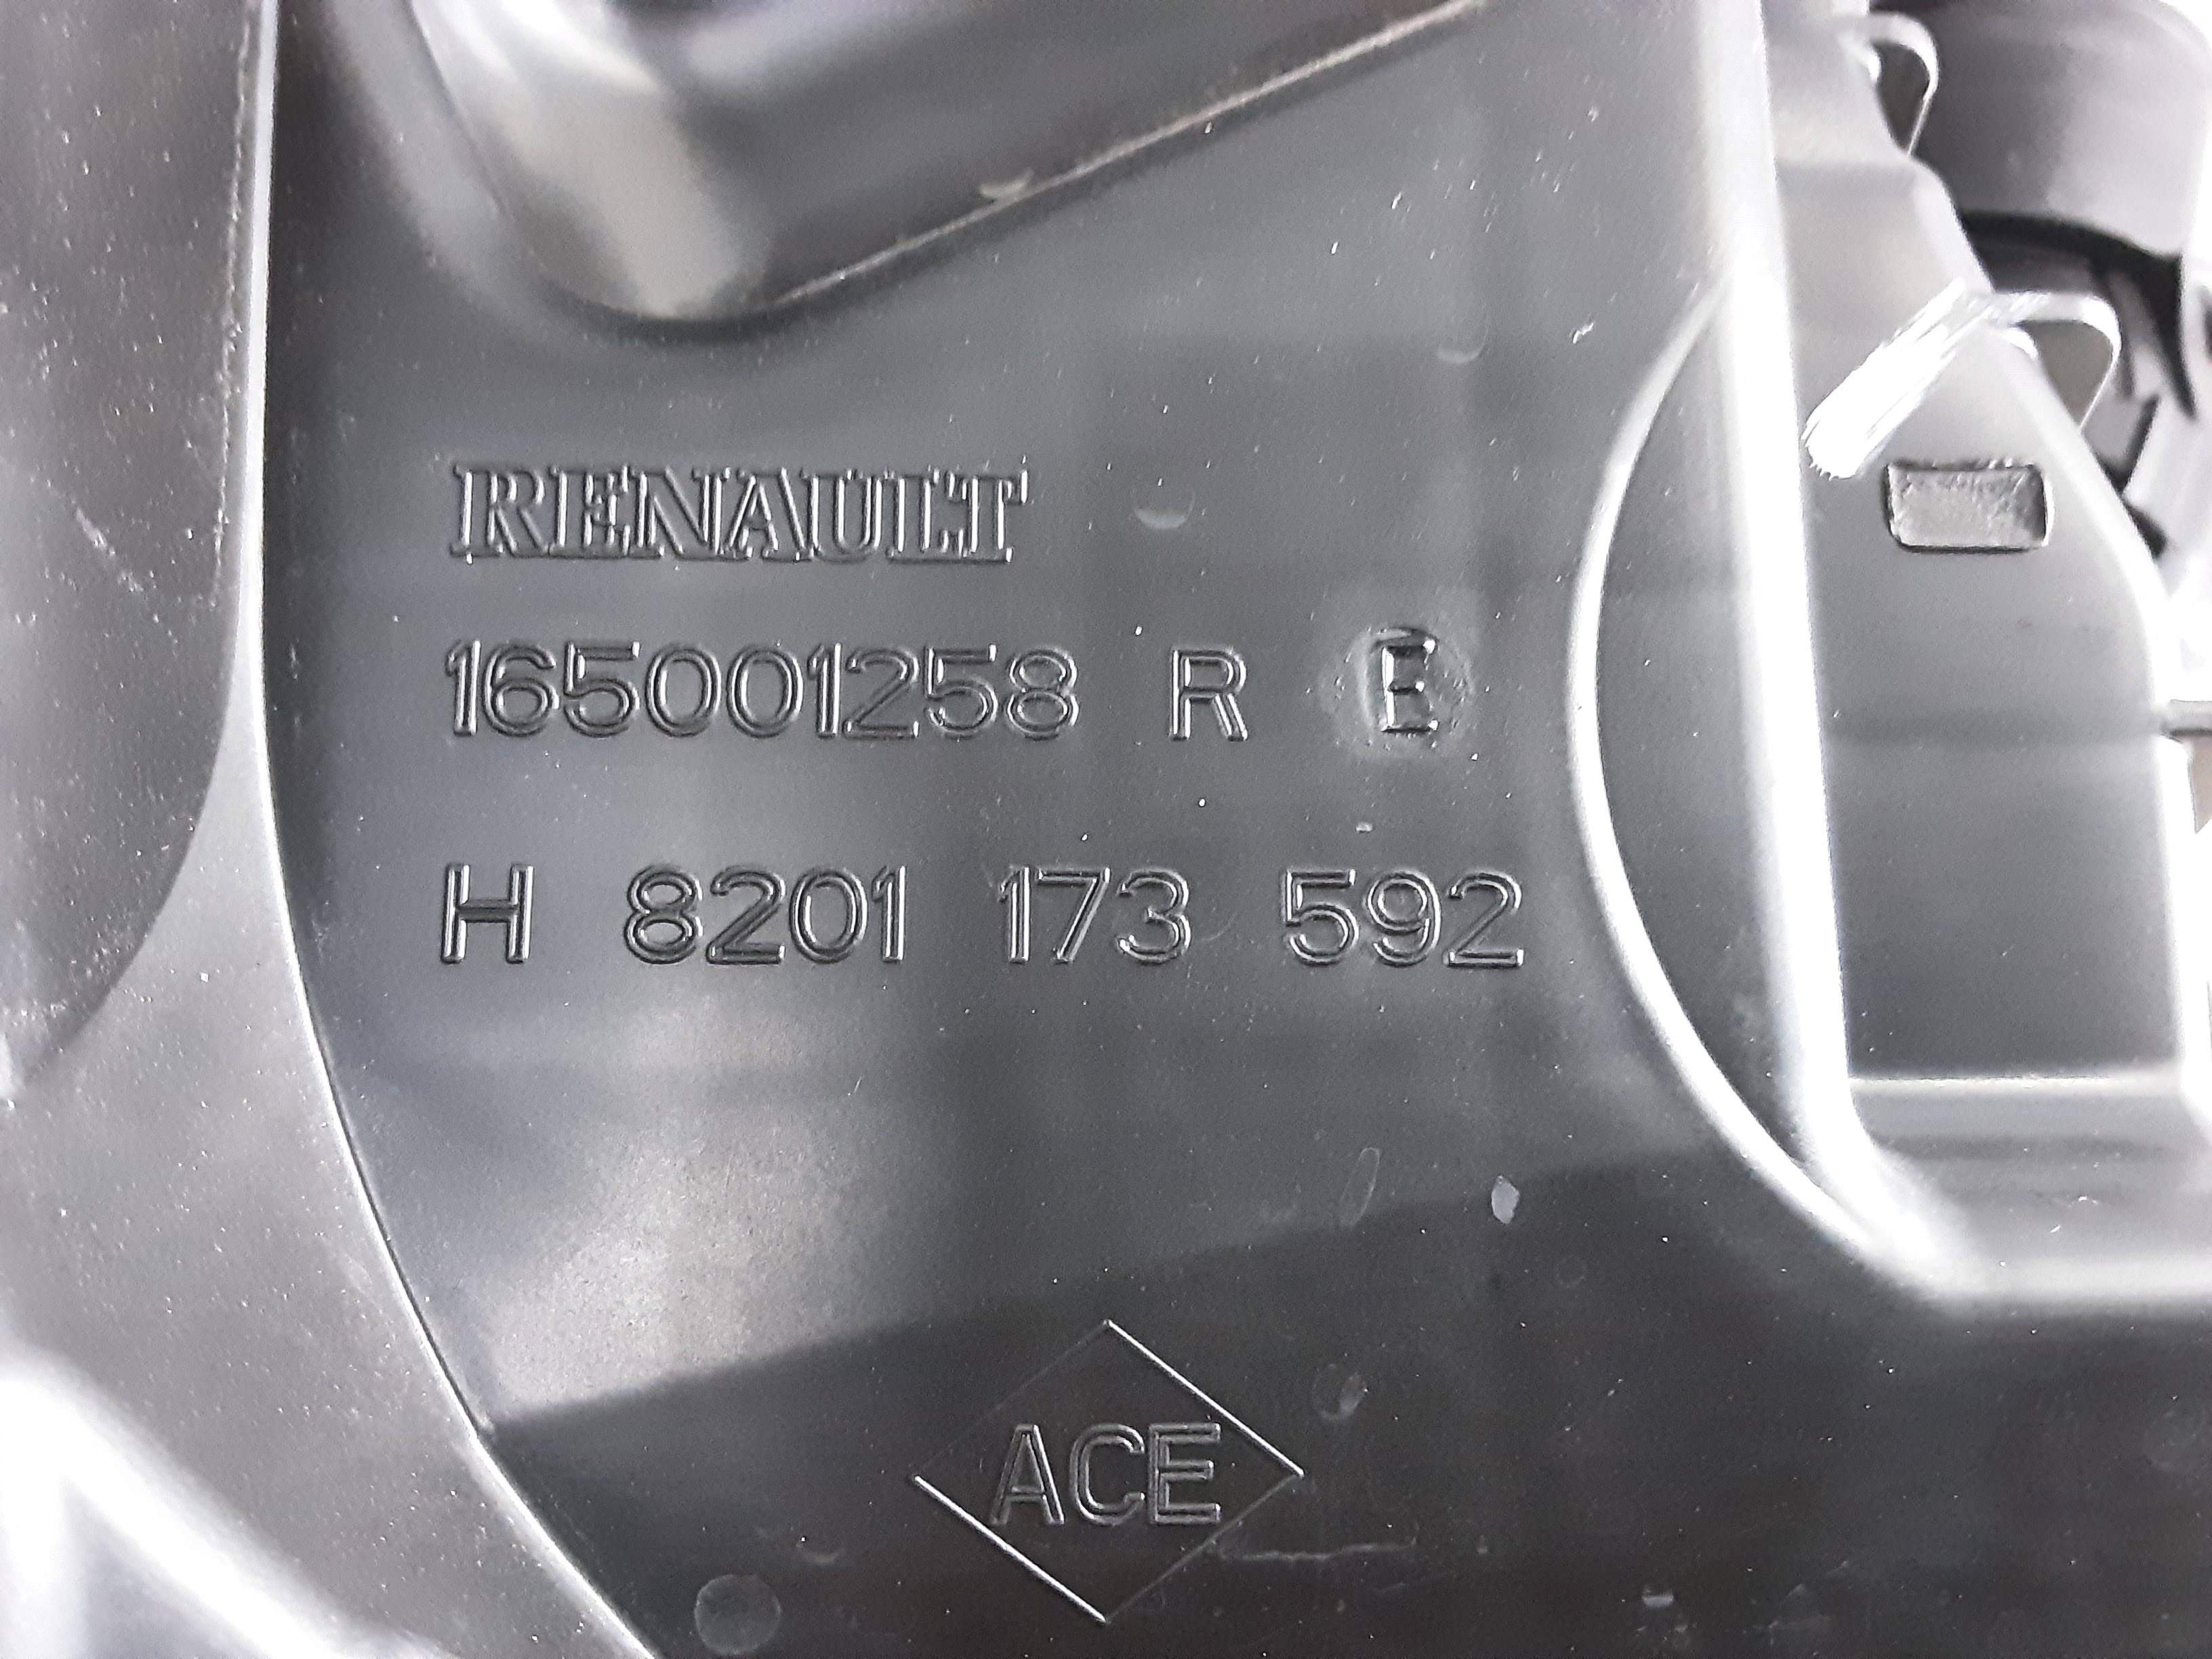 RENAULT
165001258 R E
H 8201 173 592
ACE